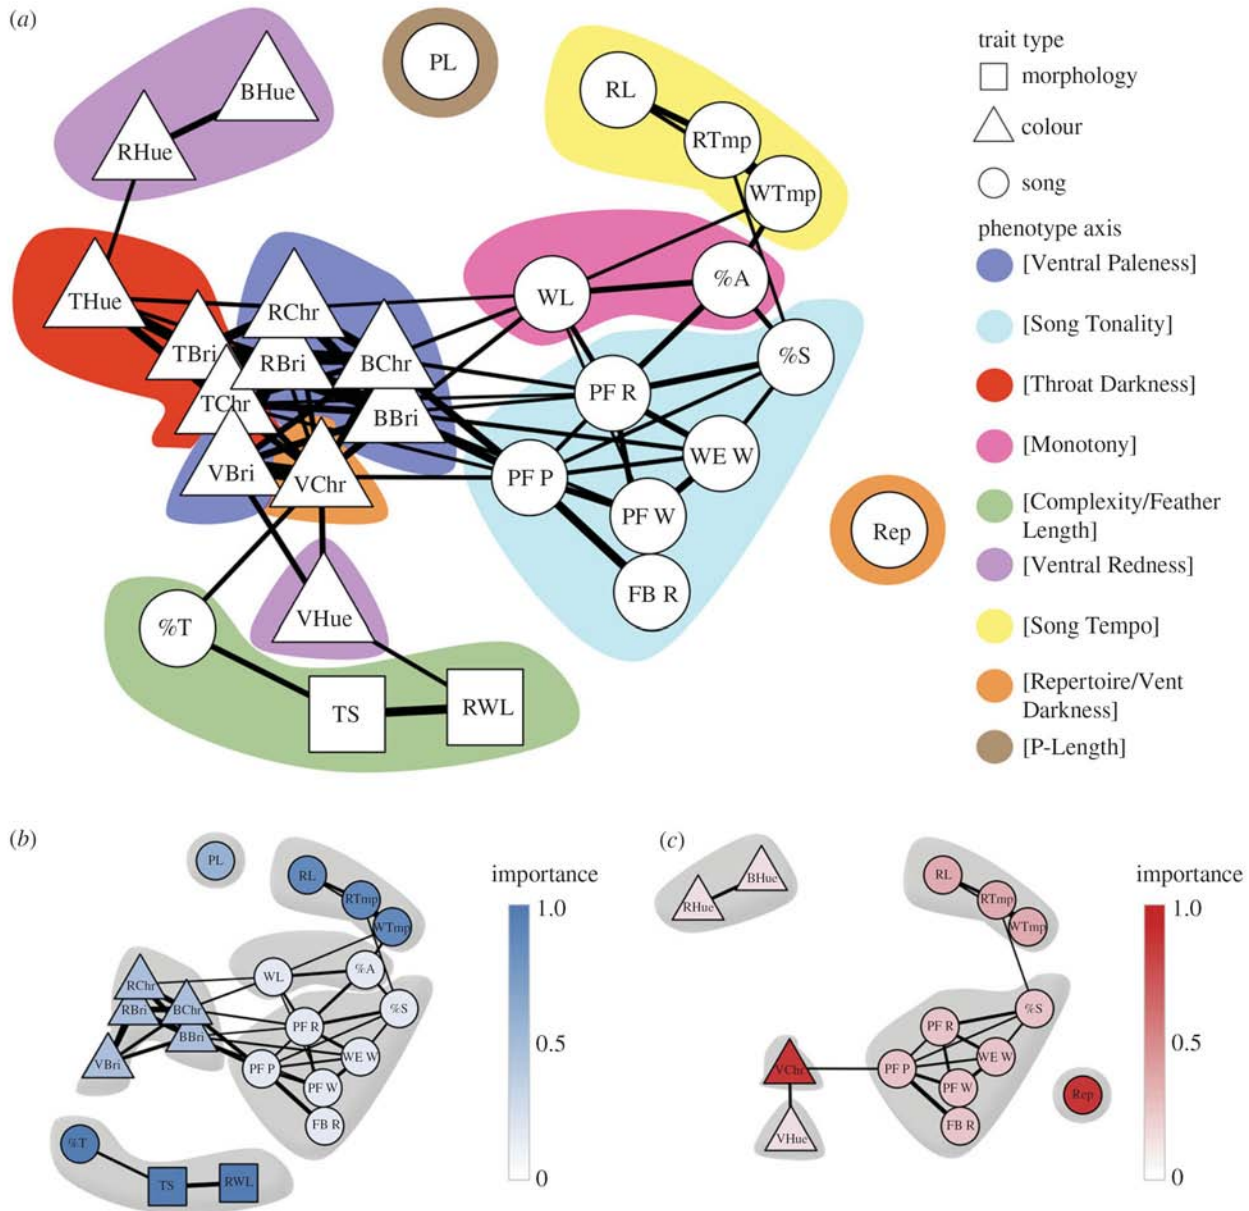 (a)
PL
BHue
RHue
RL
RTmp
WTmp
THue
TBri
TChr
RChr
RBri
BChr
BBri
VBri
VChr
VHue
WL
%A
%S
PF R
WE W
PF P
PF W
FB R
Rep
%T
TS
RWL
trait type
morphology
colour
song
phenotype axis
[Ventral Paleness]
[Song Tonality]
[Throat Darkness]
[Monotony]
[Complexity/Feather
Length]
[Ventral Redness]
[Song Tempo]
[Repertoire/Vent
Darkness]
[P-Length]
(b)
PL
RL
RTmp
WTmp
RChr
RBri
BChr
BBri
VBri
WL
%A
%S
PF R
WE W
PF P
PF W
FB R
%T
TS
RWL
importance
1.0
0.5
0
(c)
BHue
RHue
RL
RTmp
WTmp
%S
PF R
WE W
PF P
PF W
FB R
VChr
VHue
Rep
importance
1.0
0.5
0